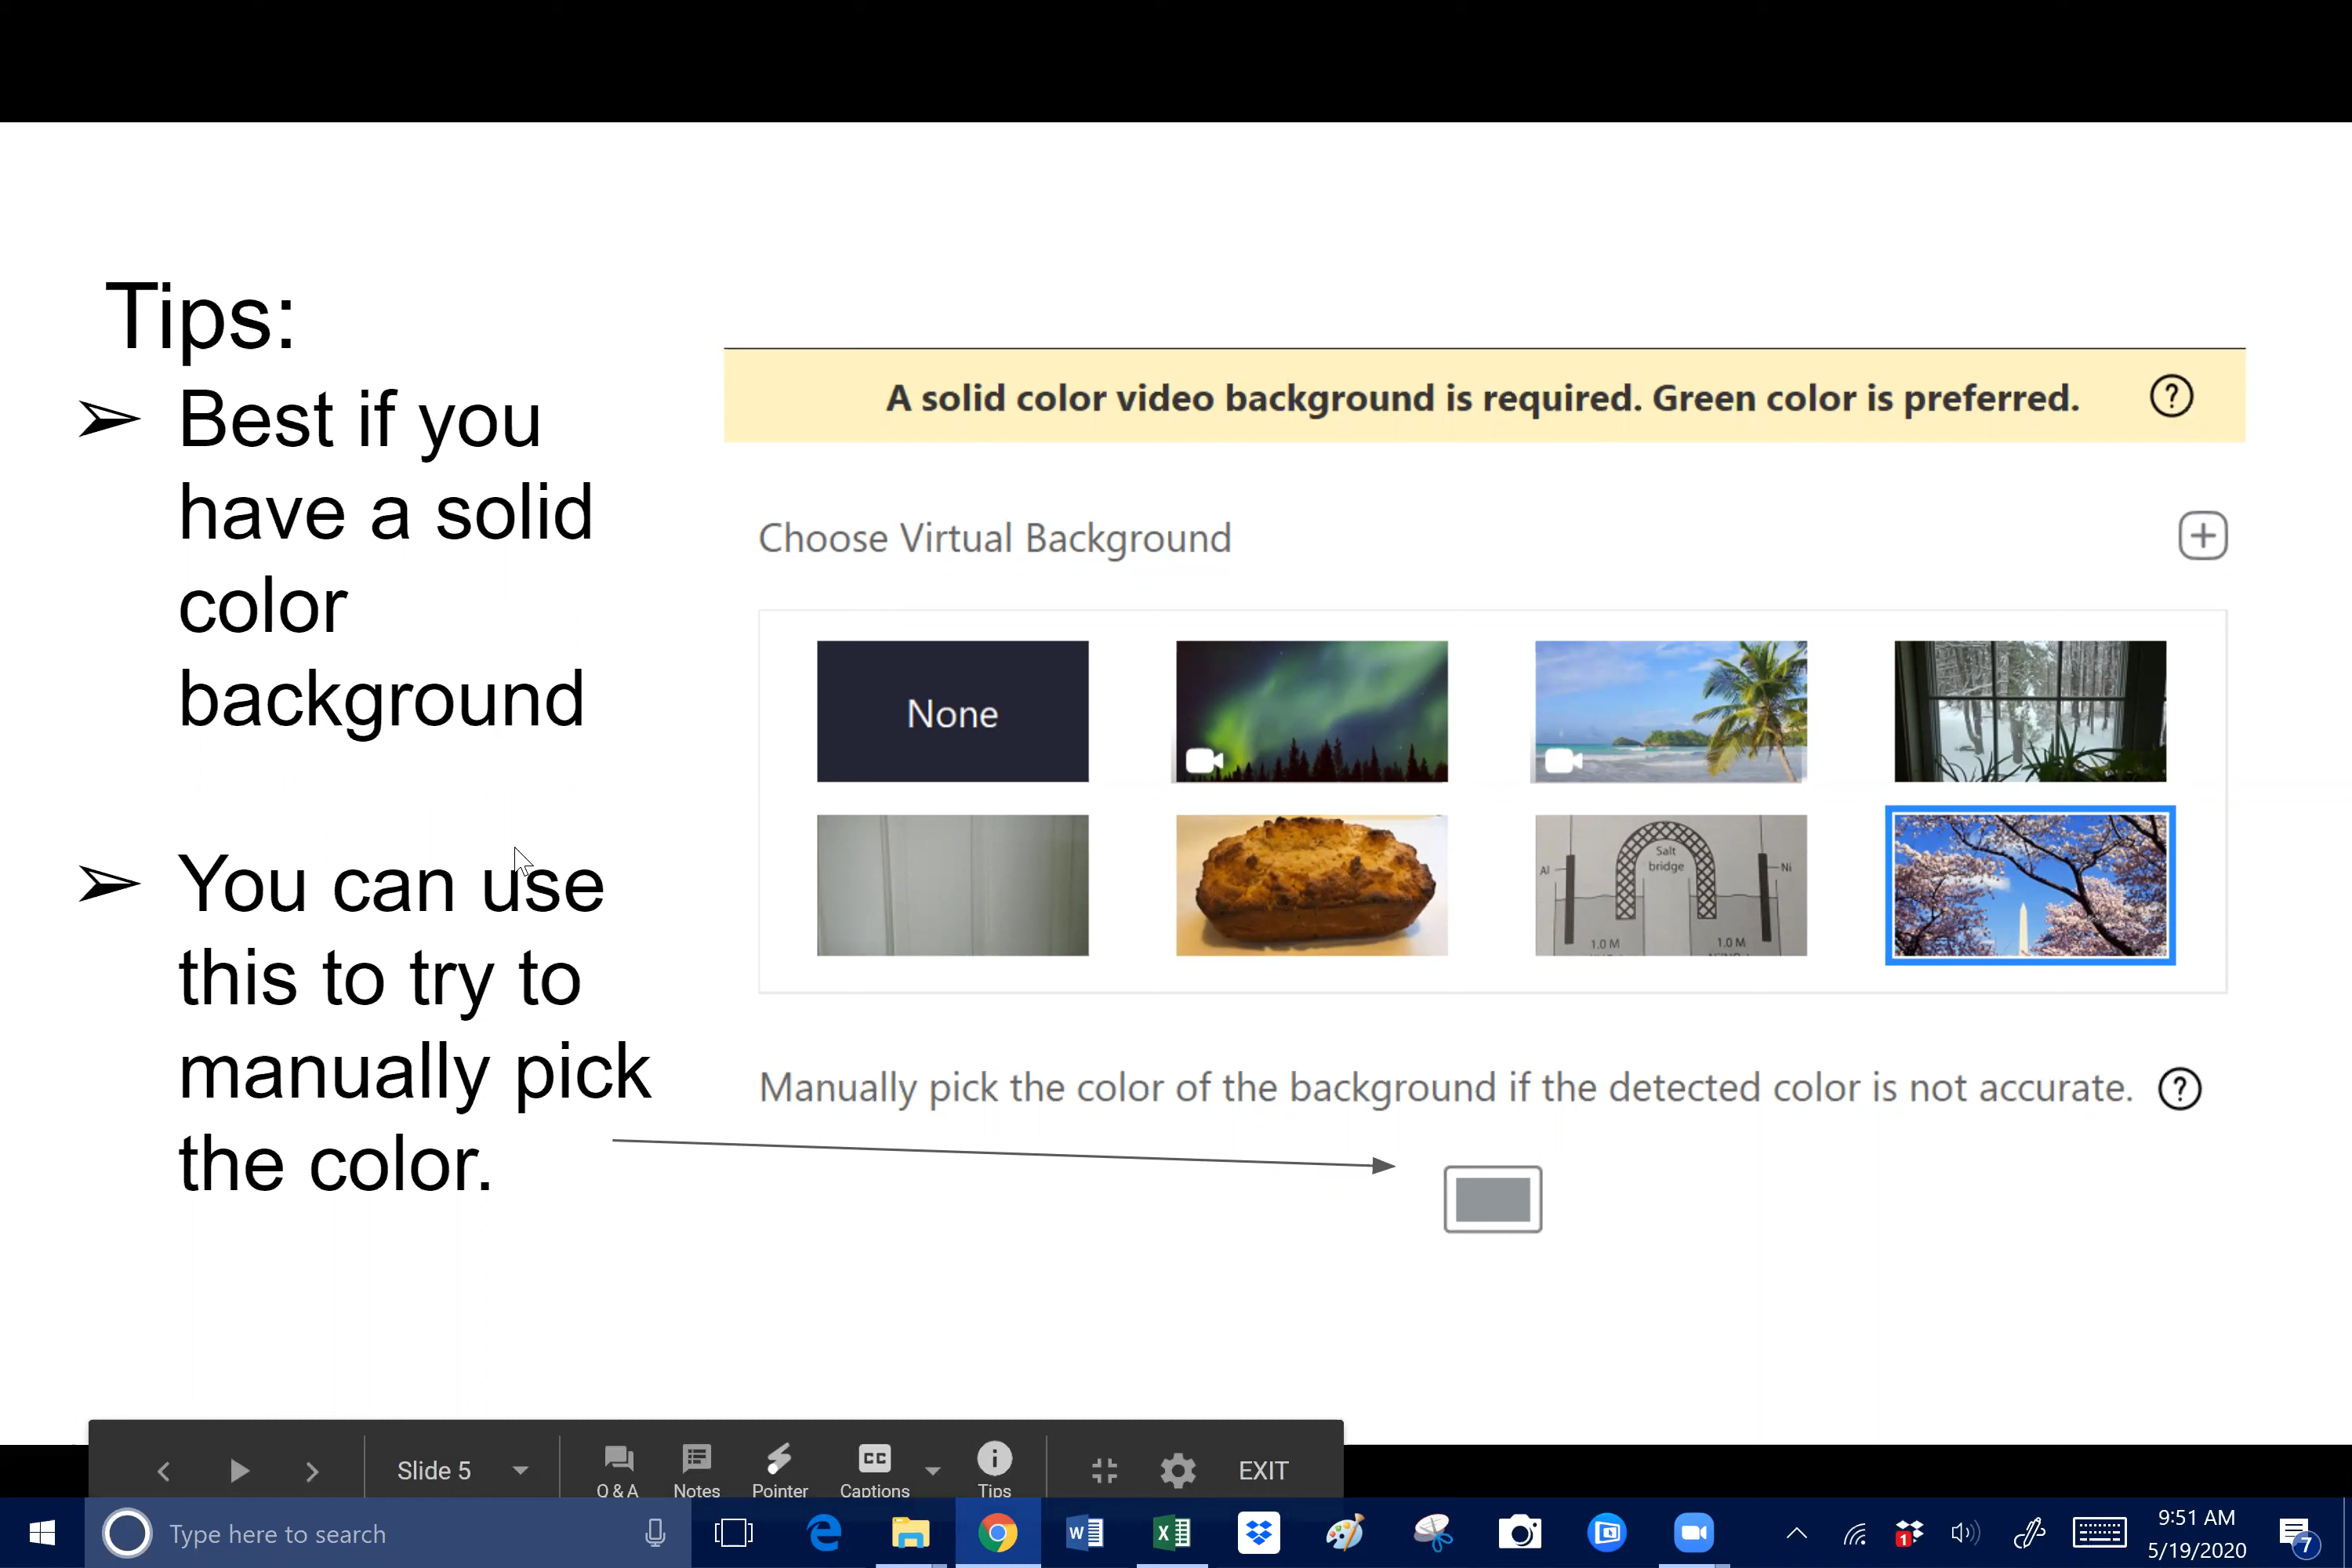 Tips:
➢ Best if you
have a solid
color
background
➢ You can use
this to try to
manually pick
the color.
A solid color video background is required. Green color is preferred. ?
Choose Virtual Background
None
Salt
bridge
Al
Ni
1.0 M
1.0 M
Manually pick the color of the background if the detected color is not accurate. ?
Slide 5
Q & A
Notes
Pointer
CC
Captions
Tips
EXIT
Type here to search
1
9:51 AM
5/19/2020
7